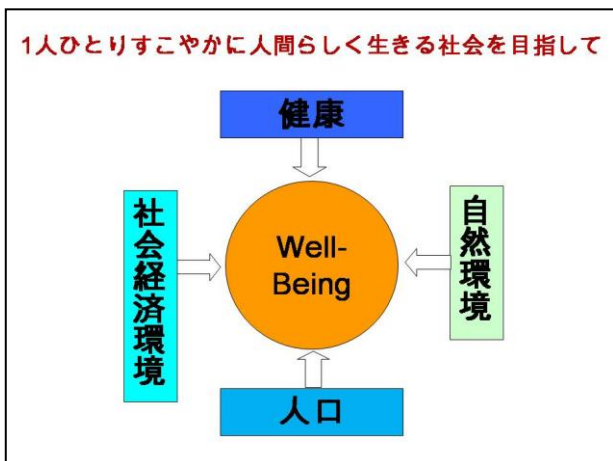 1人ひとりすこやかに人間らしく生きる社会を目指して
健康
社会経済環境
Well-
Being
自然環境
人口